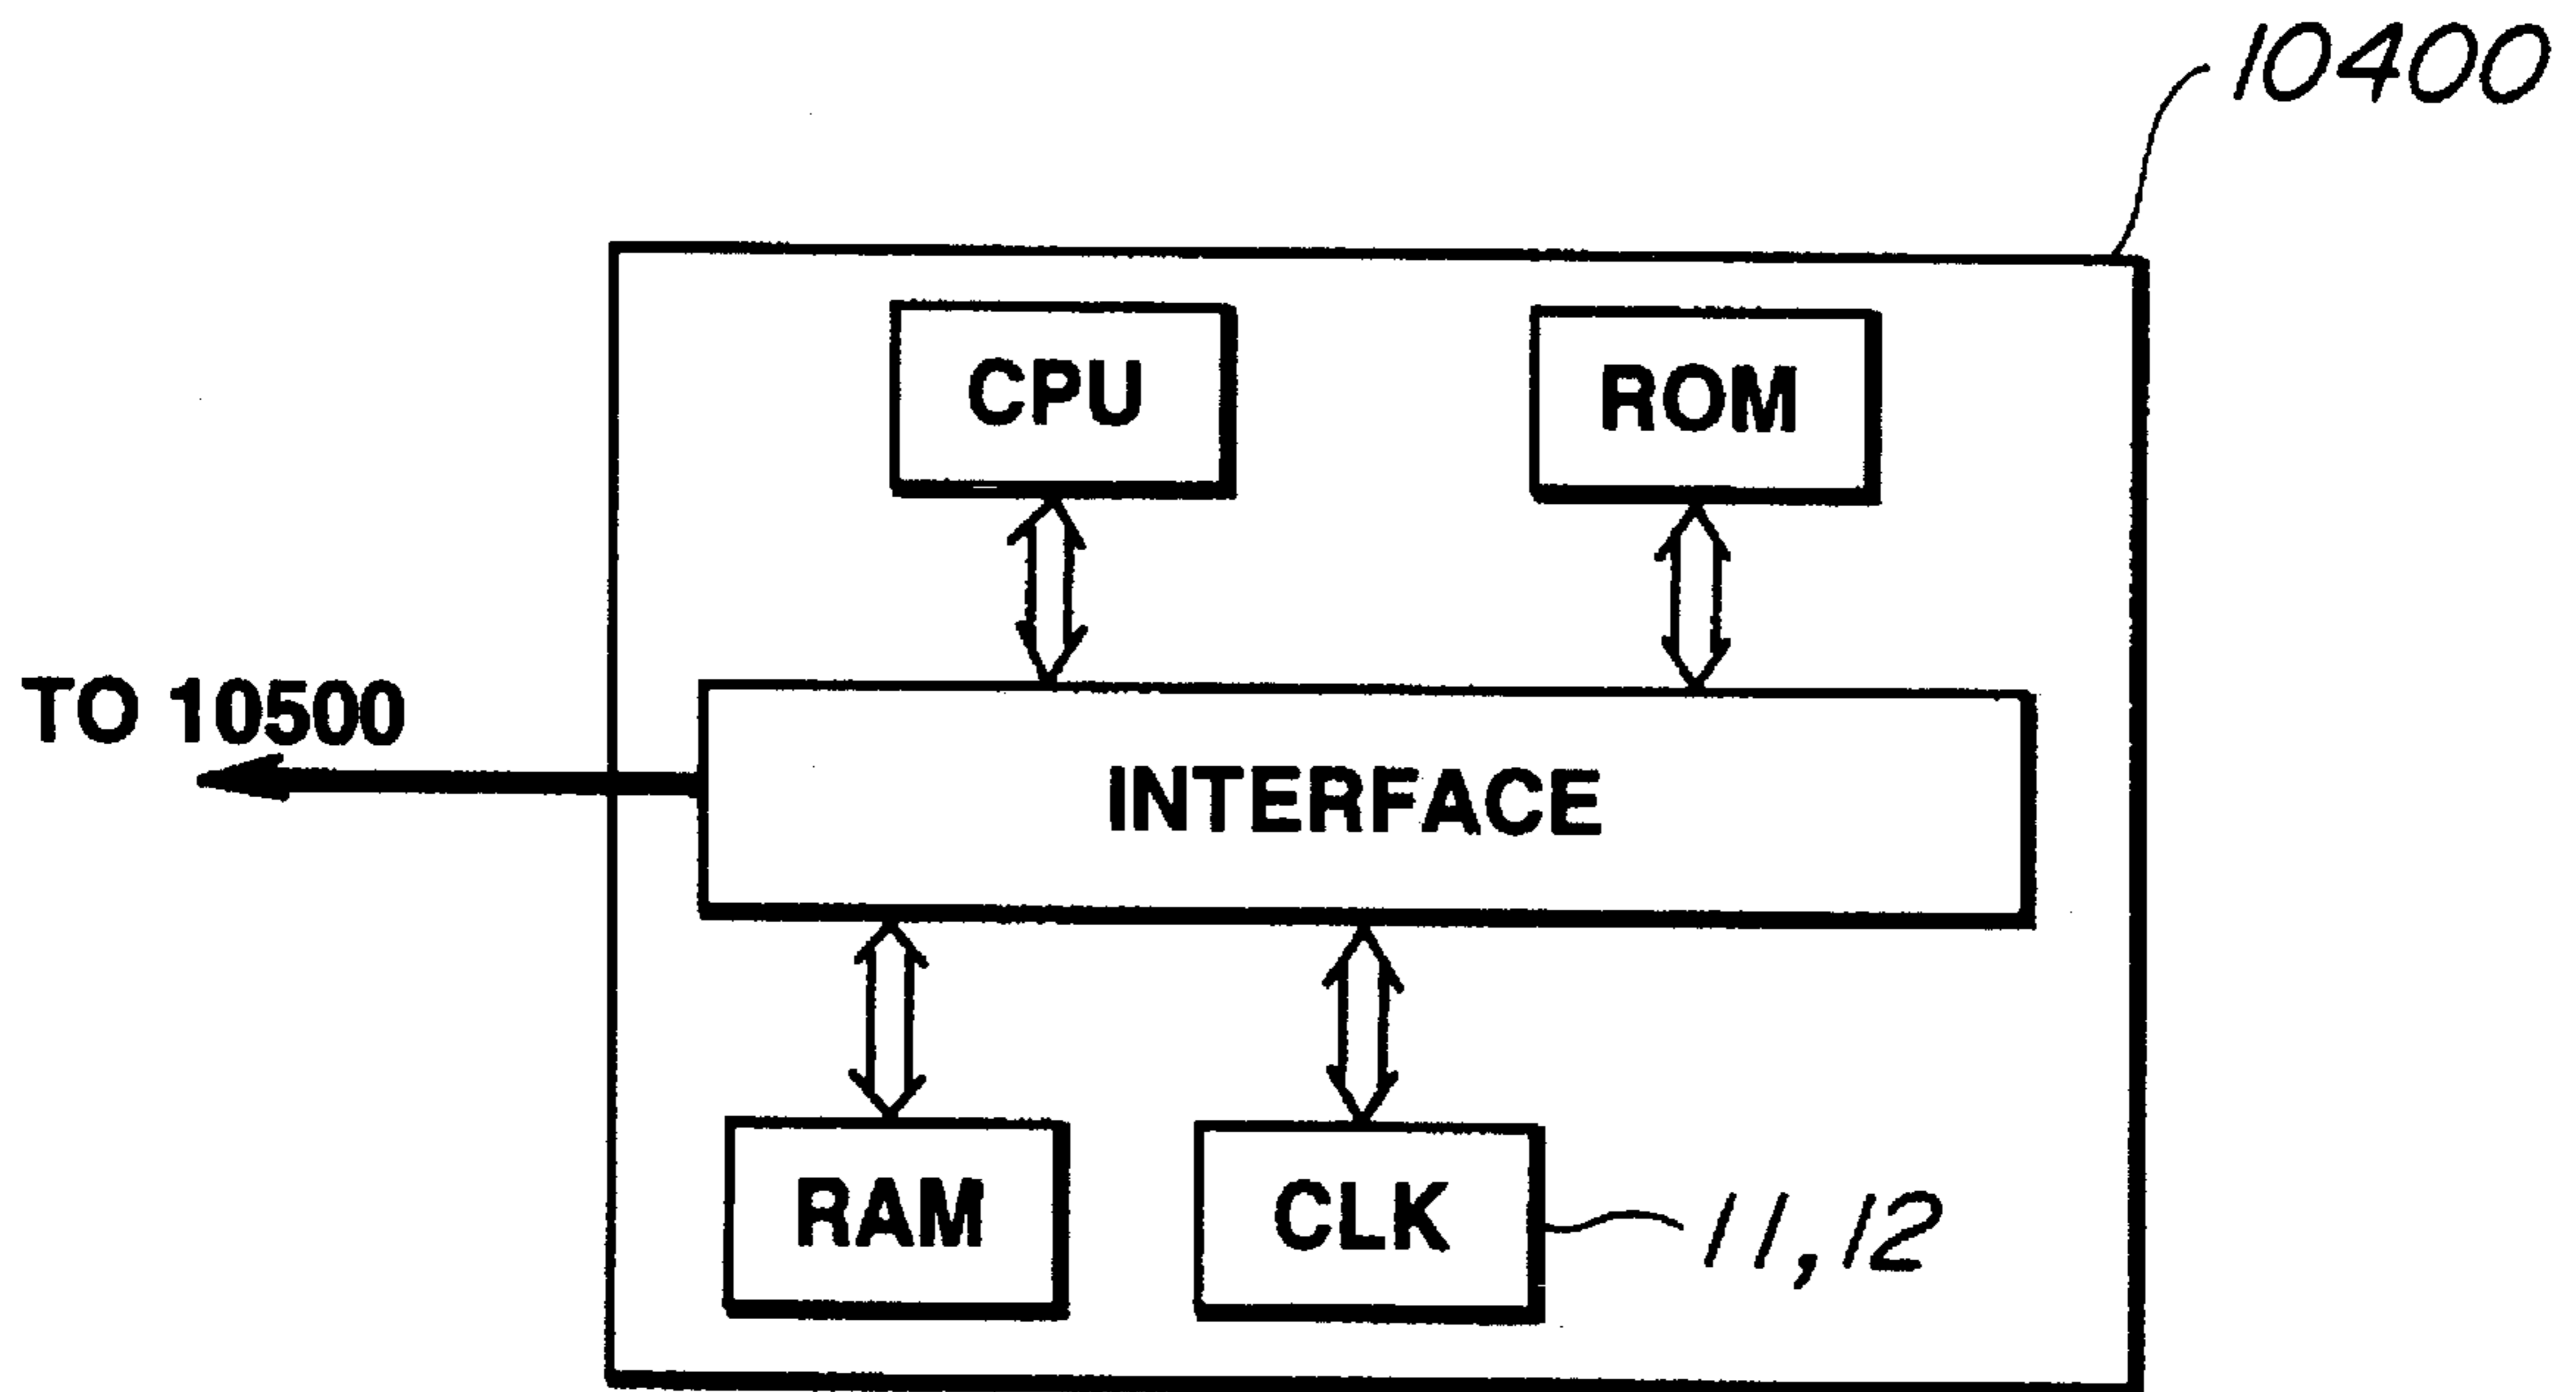 10400
CPU
ROM
TO 10500
INTERFACE
RAM
CLK
11,12